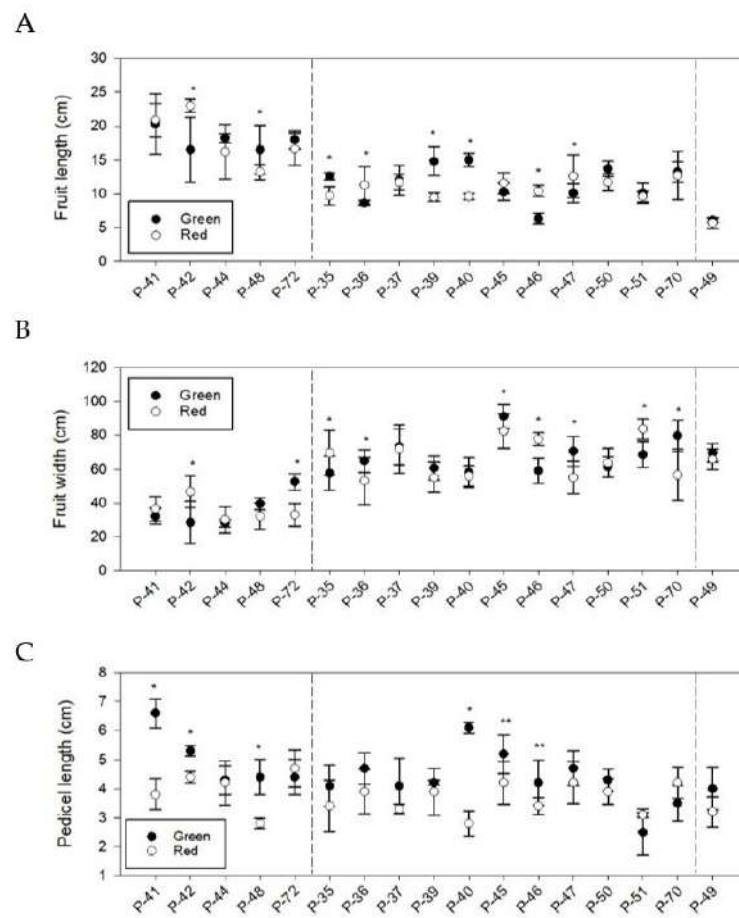 A
30
25
20
15
10
5
0
Fruit length (cm)
* * * * * * * *
Green
Red
P-41 P-42 P-44 P-48 P-72 P-35 P-36 P-37 P-39 P-40 P-45 P-46 P-47 P-50 P-51 P-70 P-49
B
120
100
80
60
40
20
0
Fruit width (cm)
* * * * * * * * *
Green
Red
P-41 P-42 P-44 P-48 P-72 P-35 P-36 P-37 P-39 P-40 P-45 P-46 P-47 P-50 P-51 P-70 P-49
C
8
7
6
5
4
3
2
1
Pedicel length (cm)
* * * * ** **
Green
Red
P-41 P-42 P-44 P-48 P-72 P-35 P-36 P-37 P-39 P-40 P-45 P-46 P-47 P-50 P-51 P-70 P-49